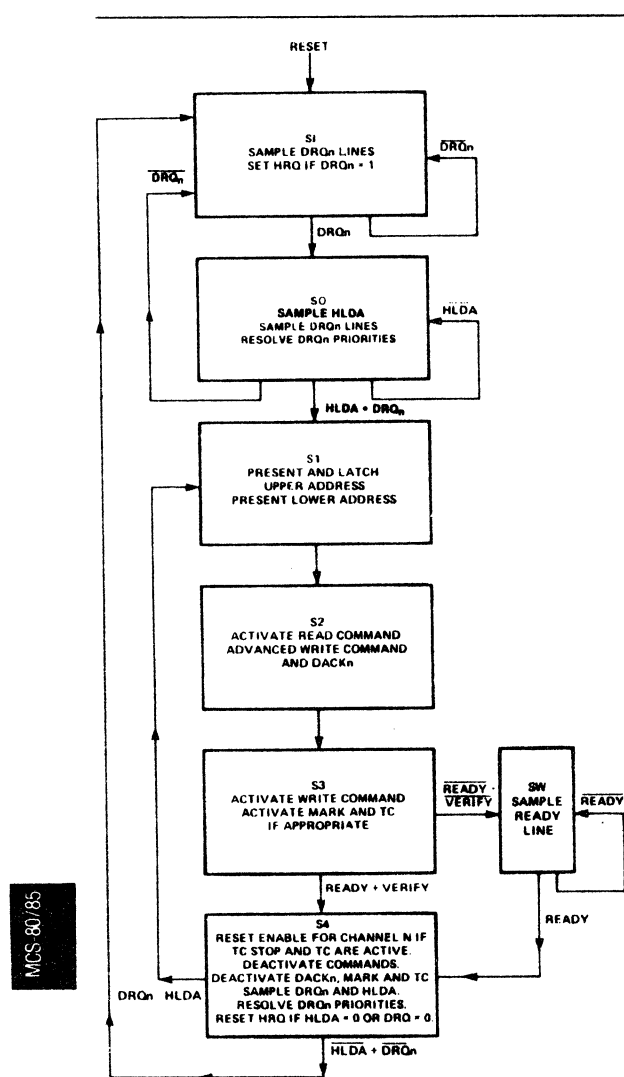 RESET
SI
SAMPLE DRQn LINES
SET HRQ IF DRQn = 1
DRQn
DRQn
DRQn
SO
SAMPLE HLDA
SAMPLE DRQn LINES
RESOLVE DRQn PRIORITIES
HLDA
HLDA • DRQn
S1
PRESENT AND LATCH
UPPER ADDRESS
PRESENT LOWER ADDRESS
S2
ACTIVATE READ COMMAND
ADVANCED WRITE COMMAND
AND DACKn
S3
ACTIVATE WRITE COMMAND
ACTIVATE MARK AND TC
IF APPROPRIATE
READY
VERIFY
SW
SAMPLE
READY
LINE
READY
READY + VERIFY
READY
S4
RESET ENABLE FOR CHANNEL N IF
TC STOP AND TC ARE ACTIVE.
DEACTIVATE COMMANDS.
DEACTIVATE DACKn, MARK AND TC
SAMPLE DRQn AND HLDA.
RESOLVE DRQn PRIORITIES.
RESET HRQ IF HLDA = 0 OR DRQ = 0.
DRQn HLDA
HLDA + DRQn
MCS-80/85